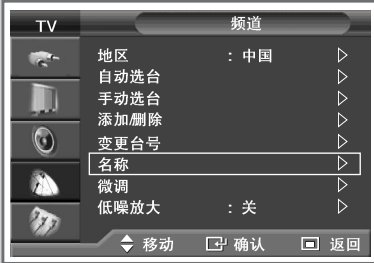 TV 频道
地区 : 中国
自动选台
手动选台
添加/删除
变更台号
名称
微调
低噪放大 : 关
移动 确认 返回